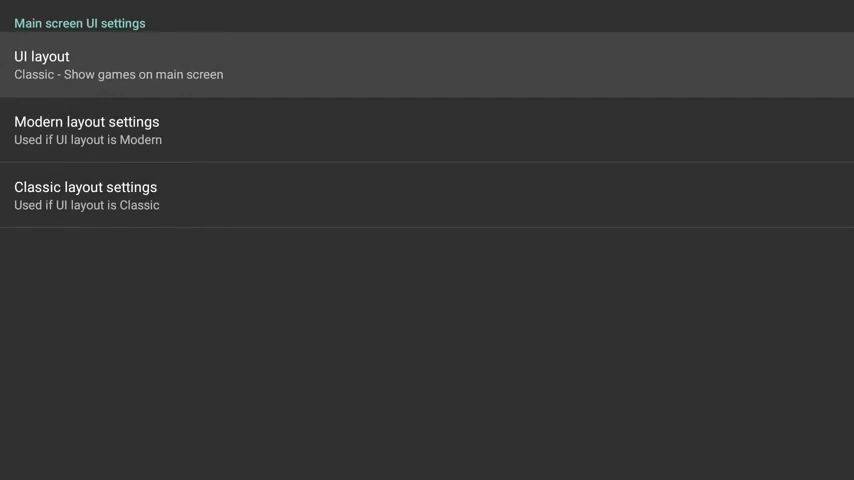 Main screen UI settings
UI layout
Classic - Show games on main screen
Modern layout settings
Used if UI layout is Modern
Classic layout settings
Used if UI layout is Classic